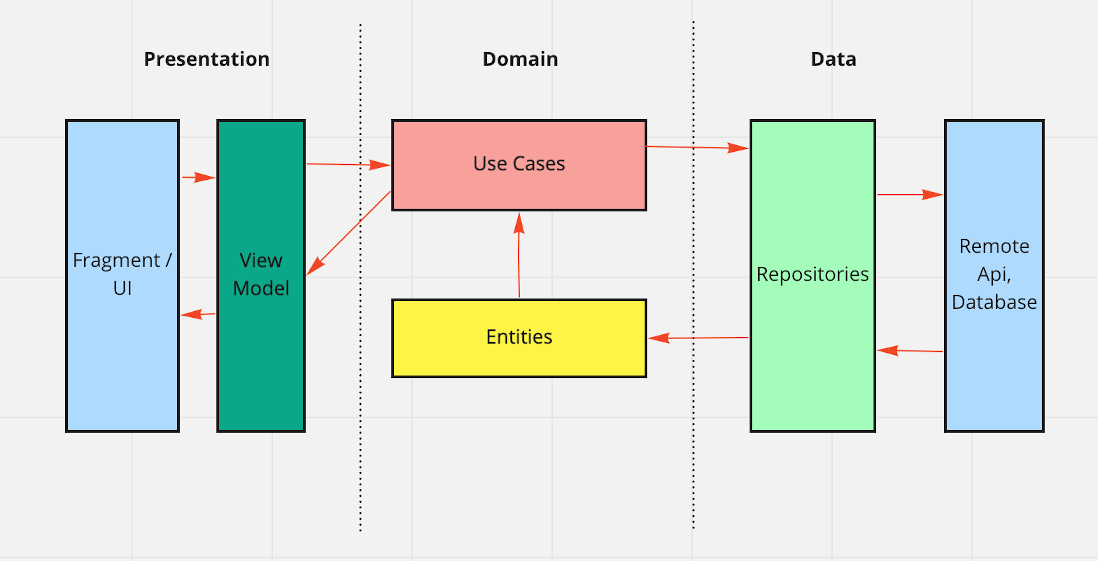 Presentation
Domain
Data
Fragment /
UI
View
Model
Use Cases
Entities
Repositories
Remote
Api,
Database